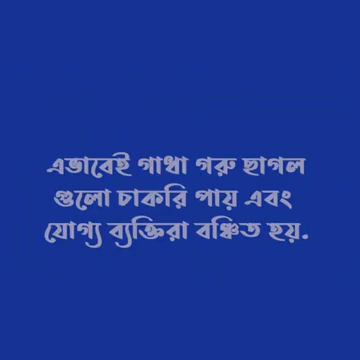 এভাবেই গাধা গরু ছাগল
গুলো চাকরি পায় এবং
যোগ্য ব্যক্তিরা বঞ্চিত হয়.